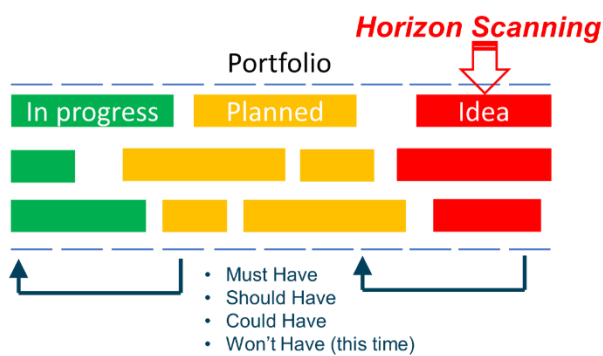 Horizon Scanning
Portfolio
In progress
Planned
Idea
• Must Have
• Should Have
• Could Have
• Won't Have (this time)